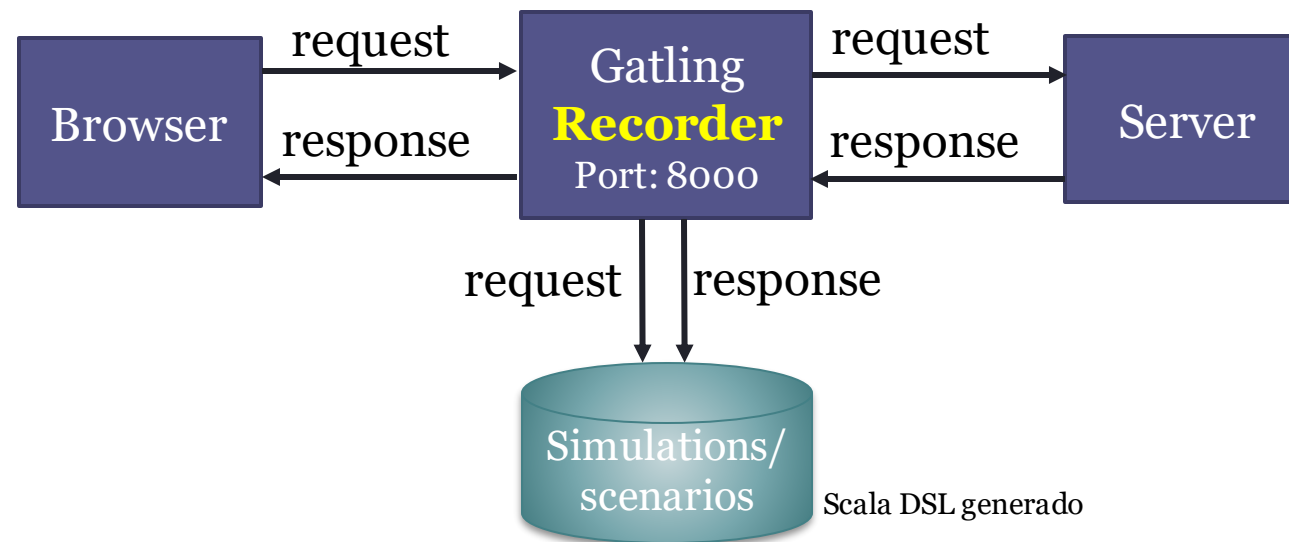 request
request
Gatling
Recorder
Port: 8000
Browser
Server
response
response
request
response
Simulations/
scenarios
Scala DSL generado